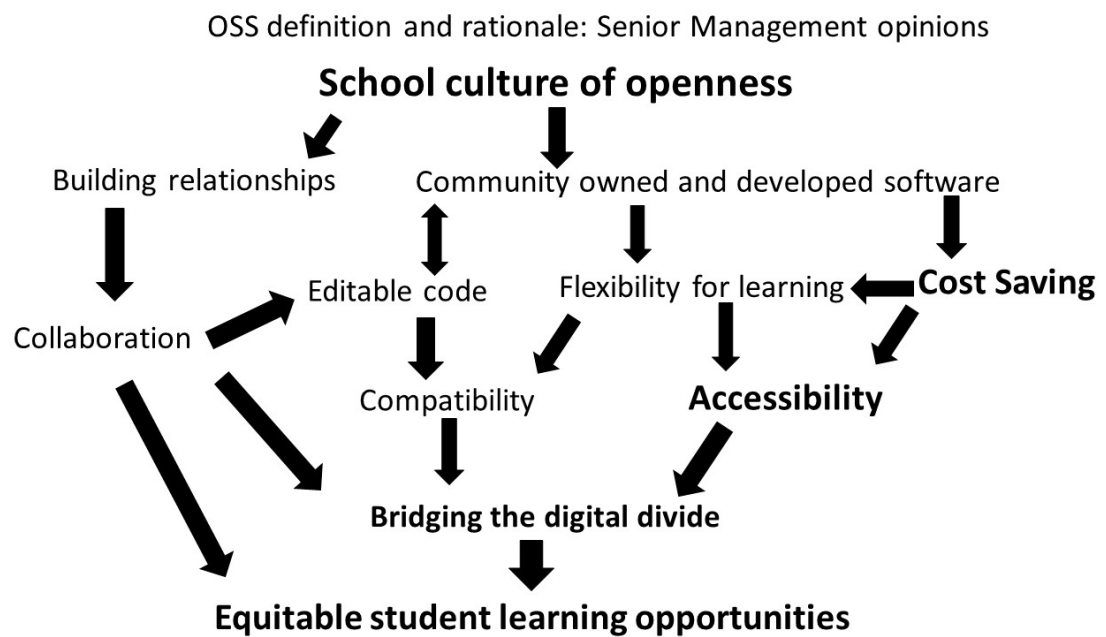 OSS definition and rationale: Senior Management opinions
School culture of openness
Building relationships
Community owned and developed software
Editable code
Flexibility for learning
Cost Saving
Collaboration
Compatibility
Accessibility
Bridging the digital divide
Equitable student learning opportunities